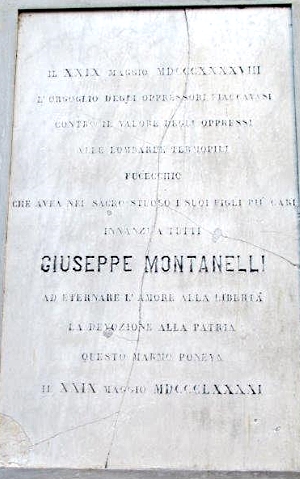 IL XXIX MAGGIO MDCCCXXXXVIII
L'ORGOGLIO DEGLI OPPRESSORI FIACCAVASI
CONTRO IL VALORE DEGLI OPPRESSI
ALLE LOMBARDE TERMOPILI
FUCECCHIO
CHE AVEA NEL SACRO STUOLO I SUOI FIGLI PIÙ CARI
INNANZI A TUTTI
GIUSEPPE MONTANELLI
AD ETERNARE L'AMORE ALLA LIBERTÀ
LA DEVOZIONE ALLA PATRIA
QUESTO MARMO PONEVA
IL XXIX MAGGIO MDCCCLXXXXI